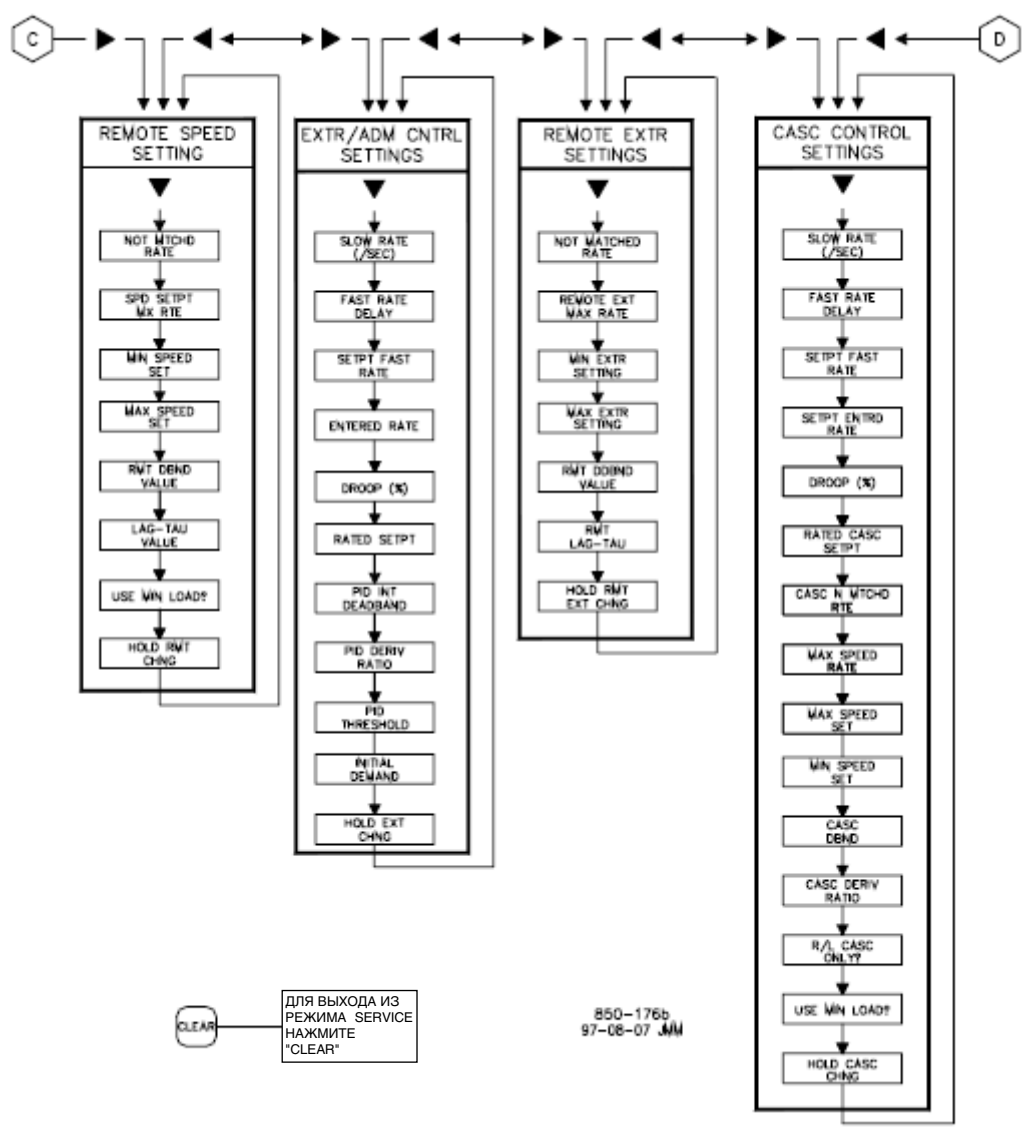 C
D
REMOTE SPEED
SETTING
NOT MTCHD
RATE
SPD SETPT
MX RTE
MIN SPEED
SET
MAX SPEED
SET
RMT DBND
VALUE
LAG-TAU
VALUE
USE MIN LOAD?
HOLD RMT
CHNG
EXTR/ADM CNTRL
SETTINGS
SLOW RATE
(/SEC)
FAST RATE
DELAY
SETPT FAST
RATE
ENTERED RATE
DROOP (%)
RATED SETPT
PID INT
DEADBAND
PID DERIV
RATIO
PID
THRESHOLD
INITIAL
DEMAND
HOLD EXT
CHNG
REMOTE EXTR
SETTINGS
NOT MATCHED
RATE
REMOTE EXT
MAX RATE
MIN EXTR
SETTING
MAX EXTR
SETTING
RMT DDBND
VALUE
RMT
LAG-TAU
HOLD RMT
EXT CHNG
CASC CONTROL
SETTINGS
SLOW RATE
(/SEC)
FAST RATE
DELAY
SETPT FAST
RATE
SETPT ENTRD
RATE
DROOP (%)
RATED CASC
SETPT
CASC N MTCHD
RTE
MAX SPEED
RATE
MAX SPEED
SET
MIN SPEED
SET
CASC
DBND
CASC DERIV
RATIO
R/L CASC
ONLY?
USE MIN LOAD?
HOLD CASC
CHNG
CLEAR
ДЛЯ ВЫХОДА ИЗ
РЕЖИМА SERVICE
НАЖМИТЕ
"CLEAR"
850-176b
97-08-07 JMM